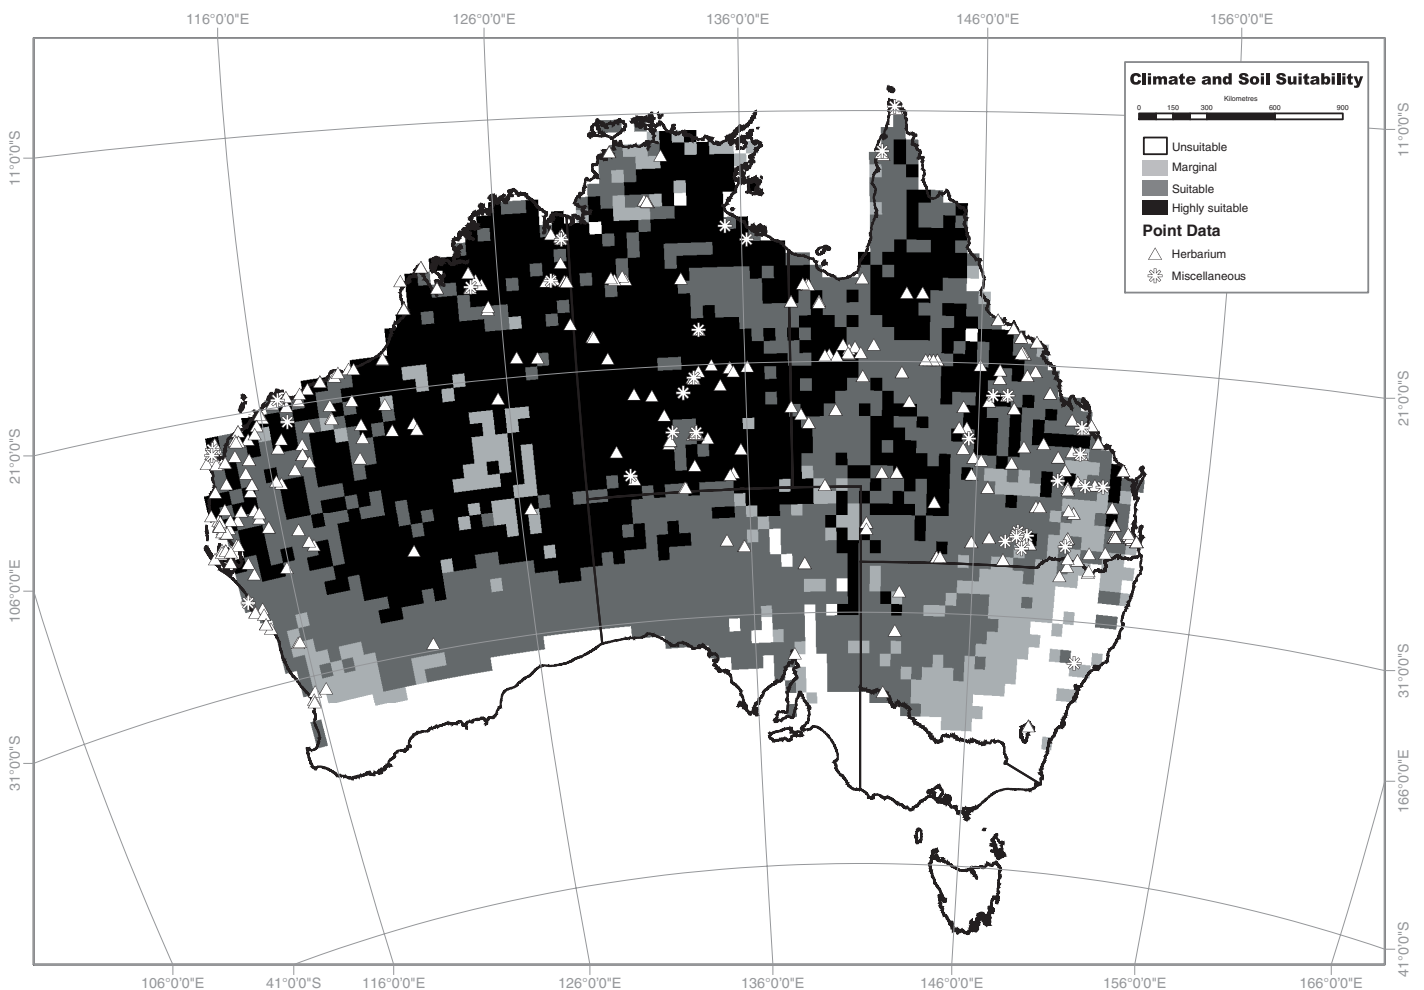 116°0'0"E
126°0'0"E
136°0'0"E
146°0'0"E
156°0'0"E
Climate and Soil Suitability
Kilometres
0 150 300 600 900
Unsuitable
Marginal
Suitable
Highly suitable
Point Data
Herbarium
Miscellaneous
11°0'0"S
21°0'0"S
106°0'0"E
31°0'0"S
11°0'0"S
21°0'0"S
31°0'0"S
166°0'0"E
41°0'0"S
106°0'0"E
41°0'0"S
116°0'0"E
126°0'0"E
136°0'0"E
146°0'0"E
156°0'0"E
166°0'0"E